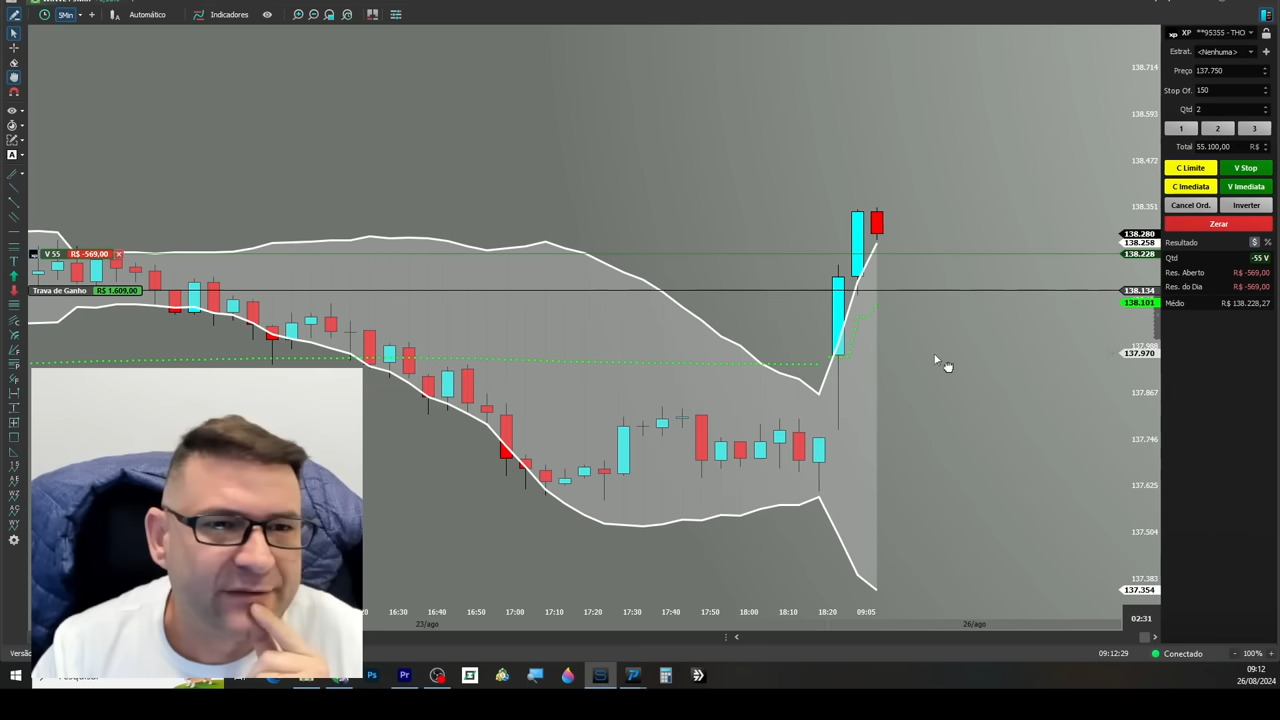 5Min
Automático
Indicadores
XP **95355 - THO
Estrat. <Nenhuma>
Preço 137.750
Stop Of. 150
Qtd 2
1 2 3
Total 55.100,00 R$
C Limite V Stop
C Imediata V Imediata
Cancel Ord. Inverter
Zerar
Resultado $ %
Qtd -55 V
Res. Aberto R$ -569,00
Res. do Dia R$ -569,00
Médio R$ 138.228,27
138.714
138.593
138.472
138.351
138.280
138.258
138.228
138.134
138.101
137.988
137.970
137.867
137.746
137.625
137.504
137.383
137.354
V 55 R$ -569,00
Trava de Ganho R$ 1.609,00
16:30 16:40 16:50 17:00 17:10 17:20 17:30 17:40 17:50 18:00 18:10 18:20 09:05
02:31
23/ago 26/ago
09:12:29 Conectado 100%
09:12
26/08/2024